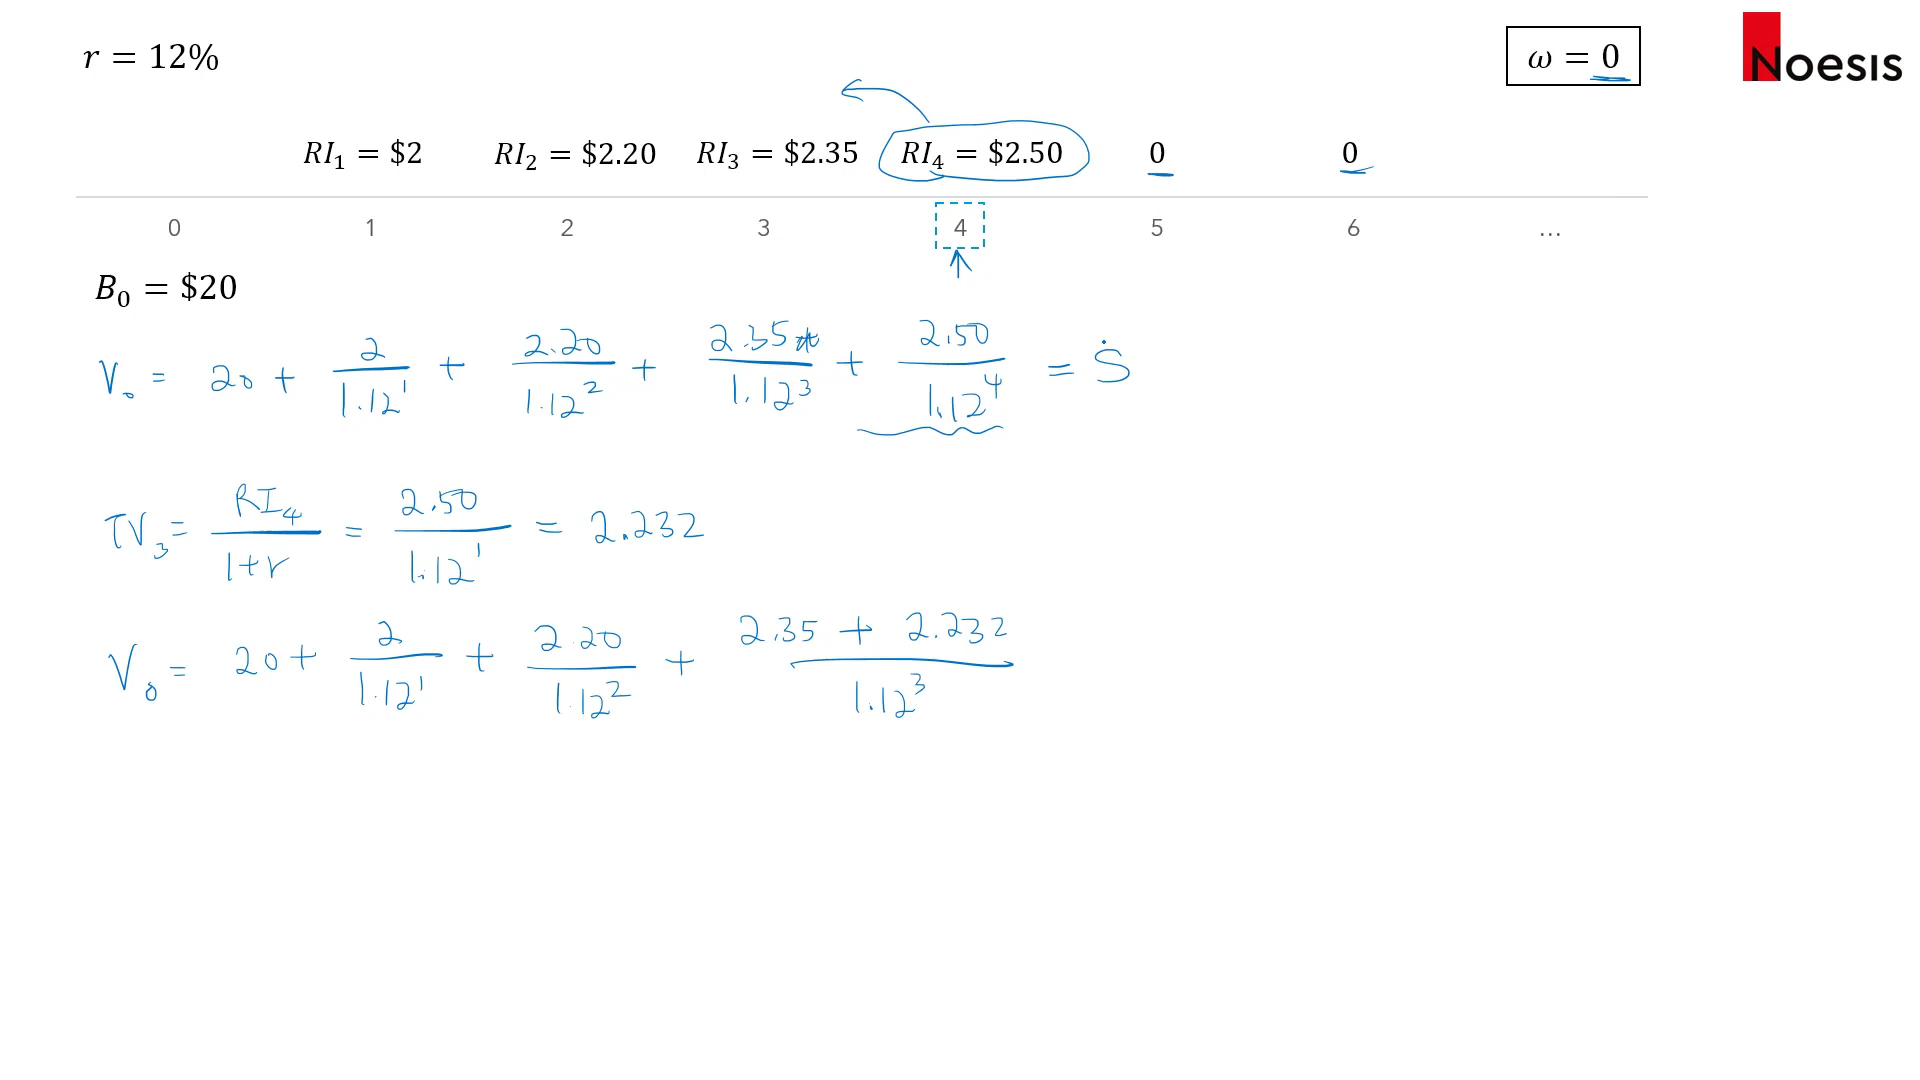 r = 12%
ω = 0
Noesis
RI₁ = $2 RI₂ = $2.20 RI₃ = $2.35 RI₄ = $2.50 0 0
0 1 2 3 4 5 6 ...
B₀ = $20
V₀ = 20 + 2/1.12¹ + 2.20/1.12² + 2.35/1.12³ + 2.50/1.12⁴ = S
TV₃ = RI₄/1+r = 2.50/1.12¹ = 2.232
V₀ = 20 + 2/1.12¹ + 2.20/1.12² + 2.35 + 2.232/1.12³